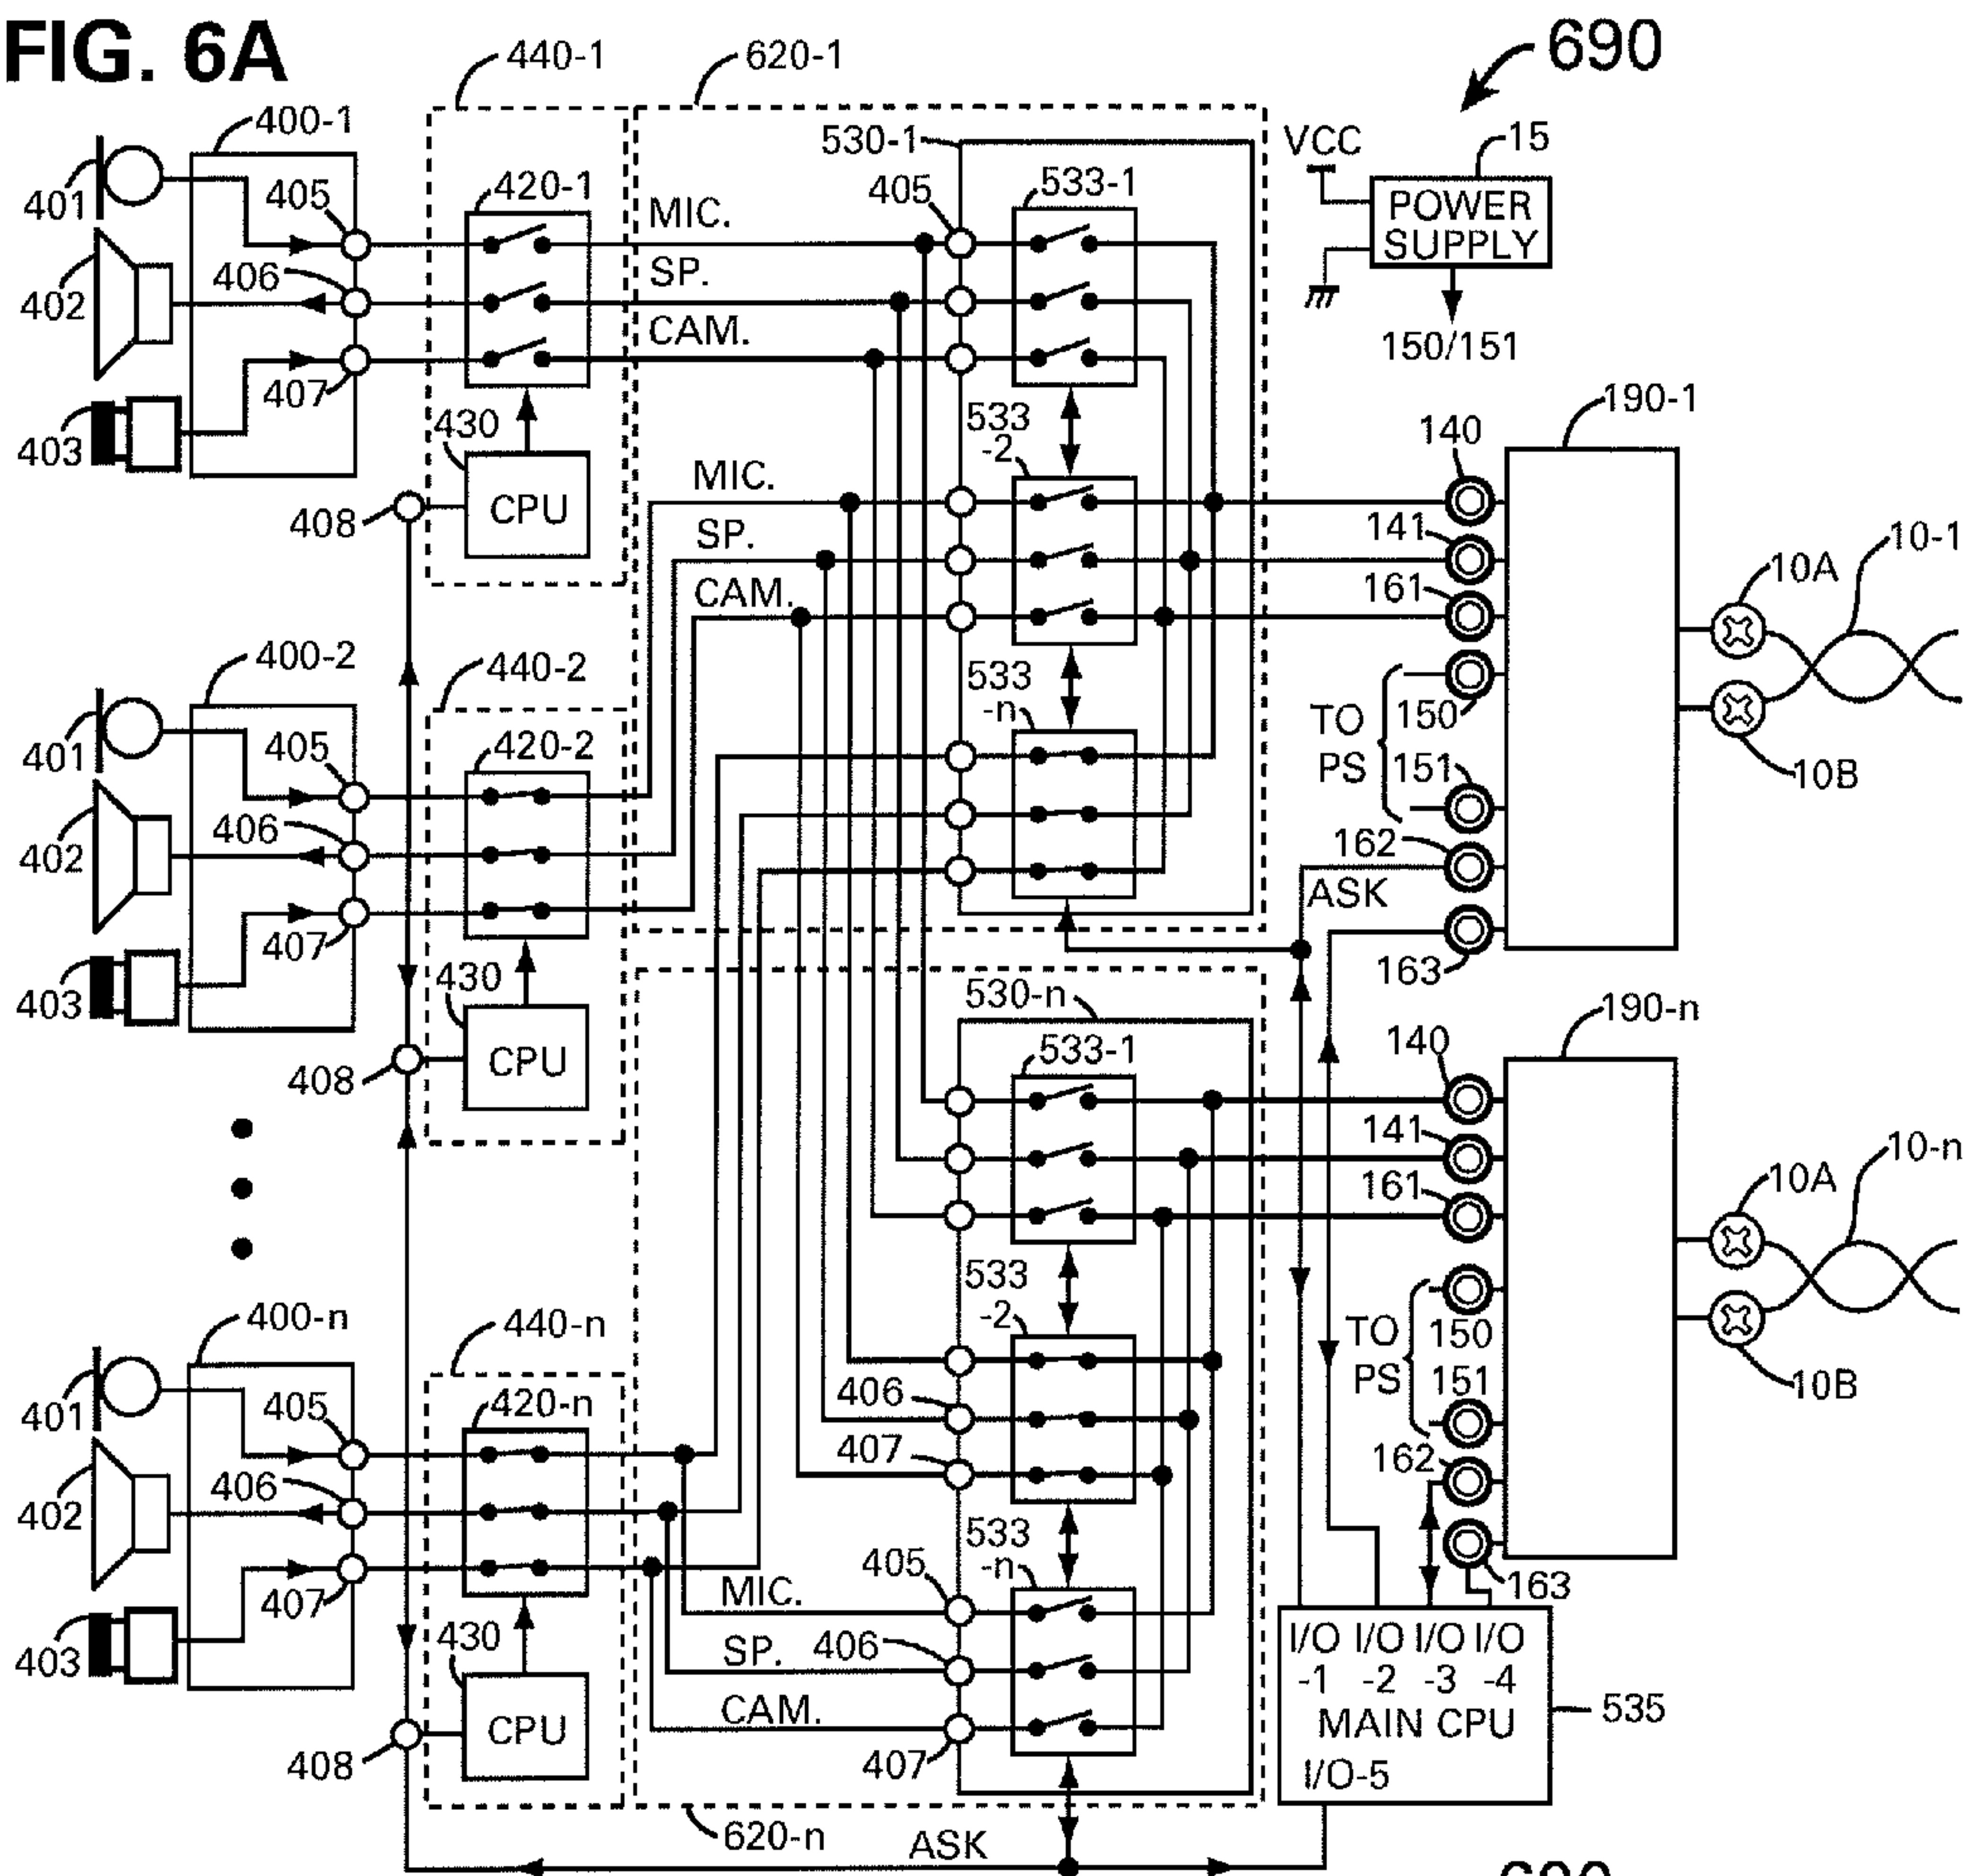 FIG. 6A
440-1
620-1
690
400-1
530-1
VCC
15
401
405
420-1
MIC.
405
533-1
POWER
SUPPLY
406
SP.
402
CAM.
150/151
407
430
533
-2
190-1
403
140
408
CPU
MIC.
141
SP.
10-1
161
10A
CAM.
400-2
440-2
533
-n
TO
PS
150
401
405
420-2
151
10B
406
162
402
ASK
407
430
163
403
530-n
190-n
408
CPU
533-1
140
141
10-n
161
10A
533
-2
400-n
440-n
TO
PS
150
401
405
420-n
406
151
10B
406
407
162
402
533
-n
405
407
MIC.
163
430
403
SP.
406
I/O I/O I/O I/O
-1 -2 -3 -4
CAM.
MAIN CPU
535
408
CPU
407
I/O-5
620-n
ASK